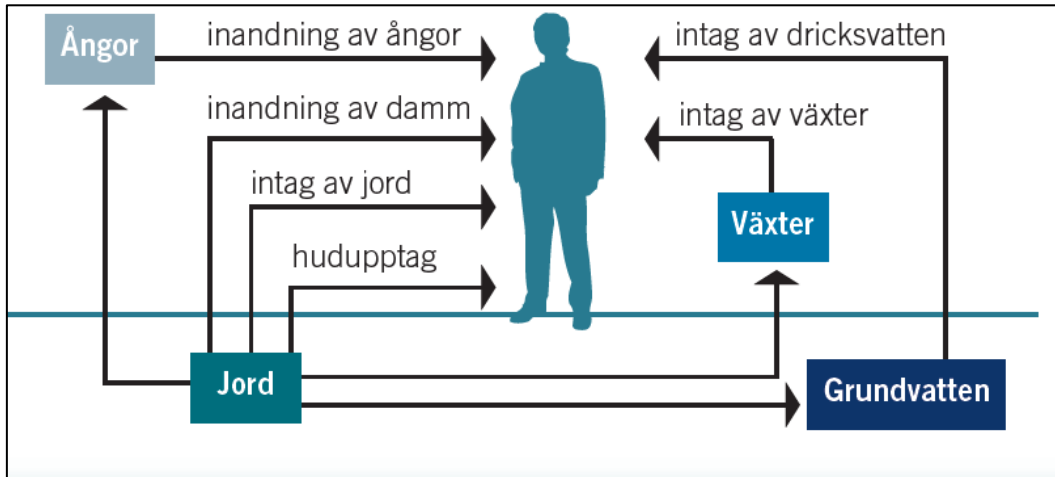 Ångor
inandning av ångor
intag av dricksvatten
inandning av damm
intag av växter
intag av jord
Växter
hudupptag
Jord
Grundvatten